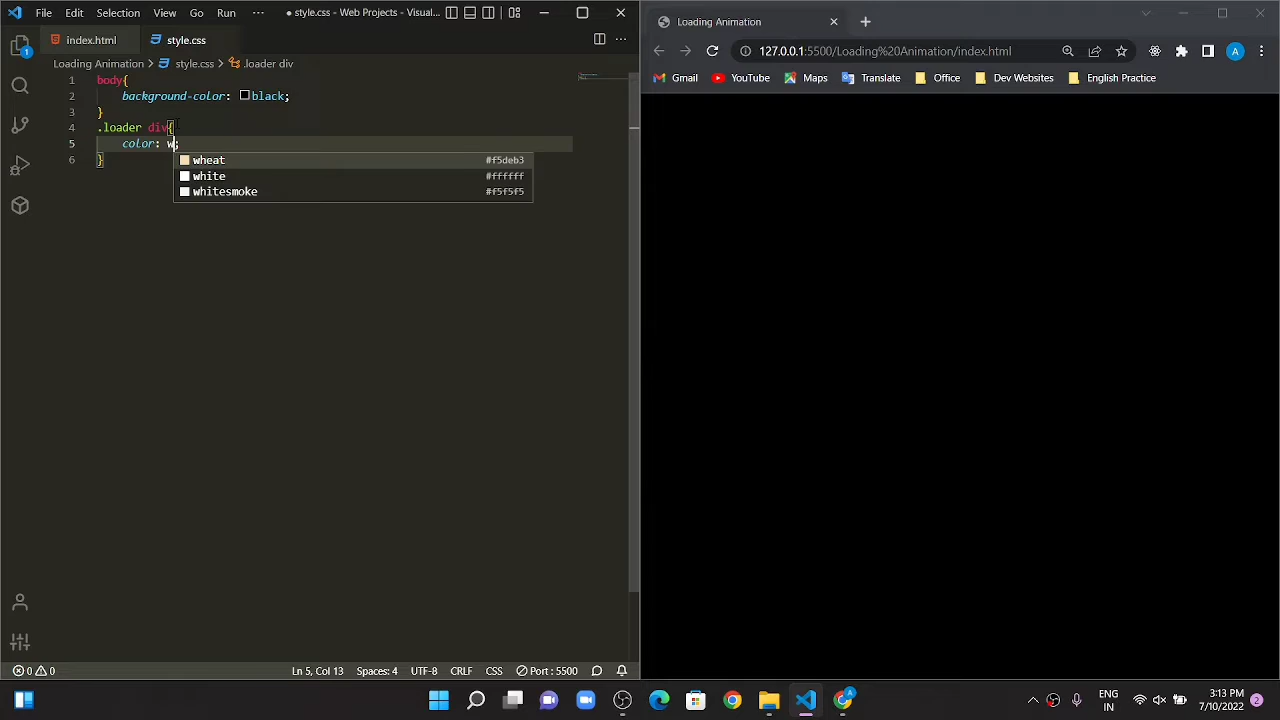 File Edit Selection View Go Run ··· ● style.css - Web Projects - Visual...
index.html style.css
Loading Animation > style.css > .loader div
1 body{
2 background-color: black;
3 }
4 .loader div{
5 color: w;
6 }
wheat #f5deb3
white #ffffff
whitesmoke #f5f5f5
1
0 0 Ln 5, Col 13 Spaces: 4 UTF-8 CRLF CSS Port : 5500
Loading Animation
127.0.0.1:5500/Loading%20Animation/index.html
A
Gmail YouTube Maps Translate Office Dev Websites English Practice
A
ENG
IN
3:13 PM
7/10/2022
2